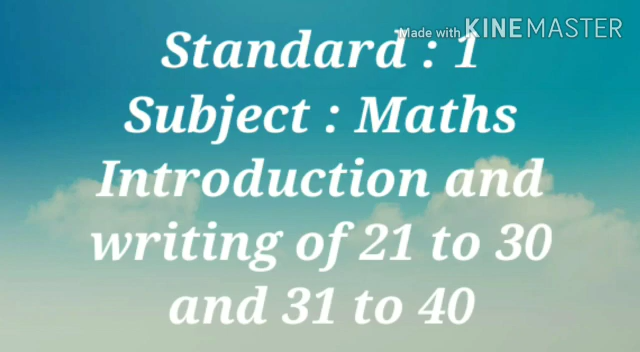 Made with KINEMASTER
Standard : 1
Subject : Maths
Introduction and
writing of 21 to 30
and 31 to 40